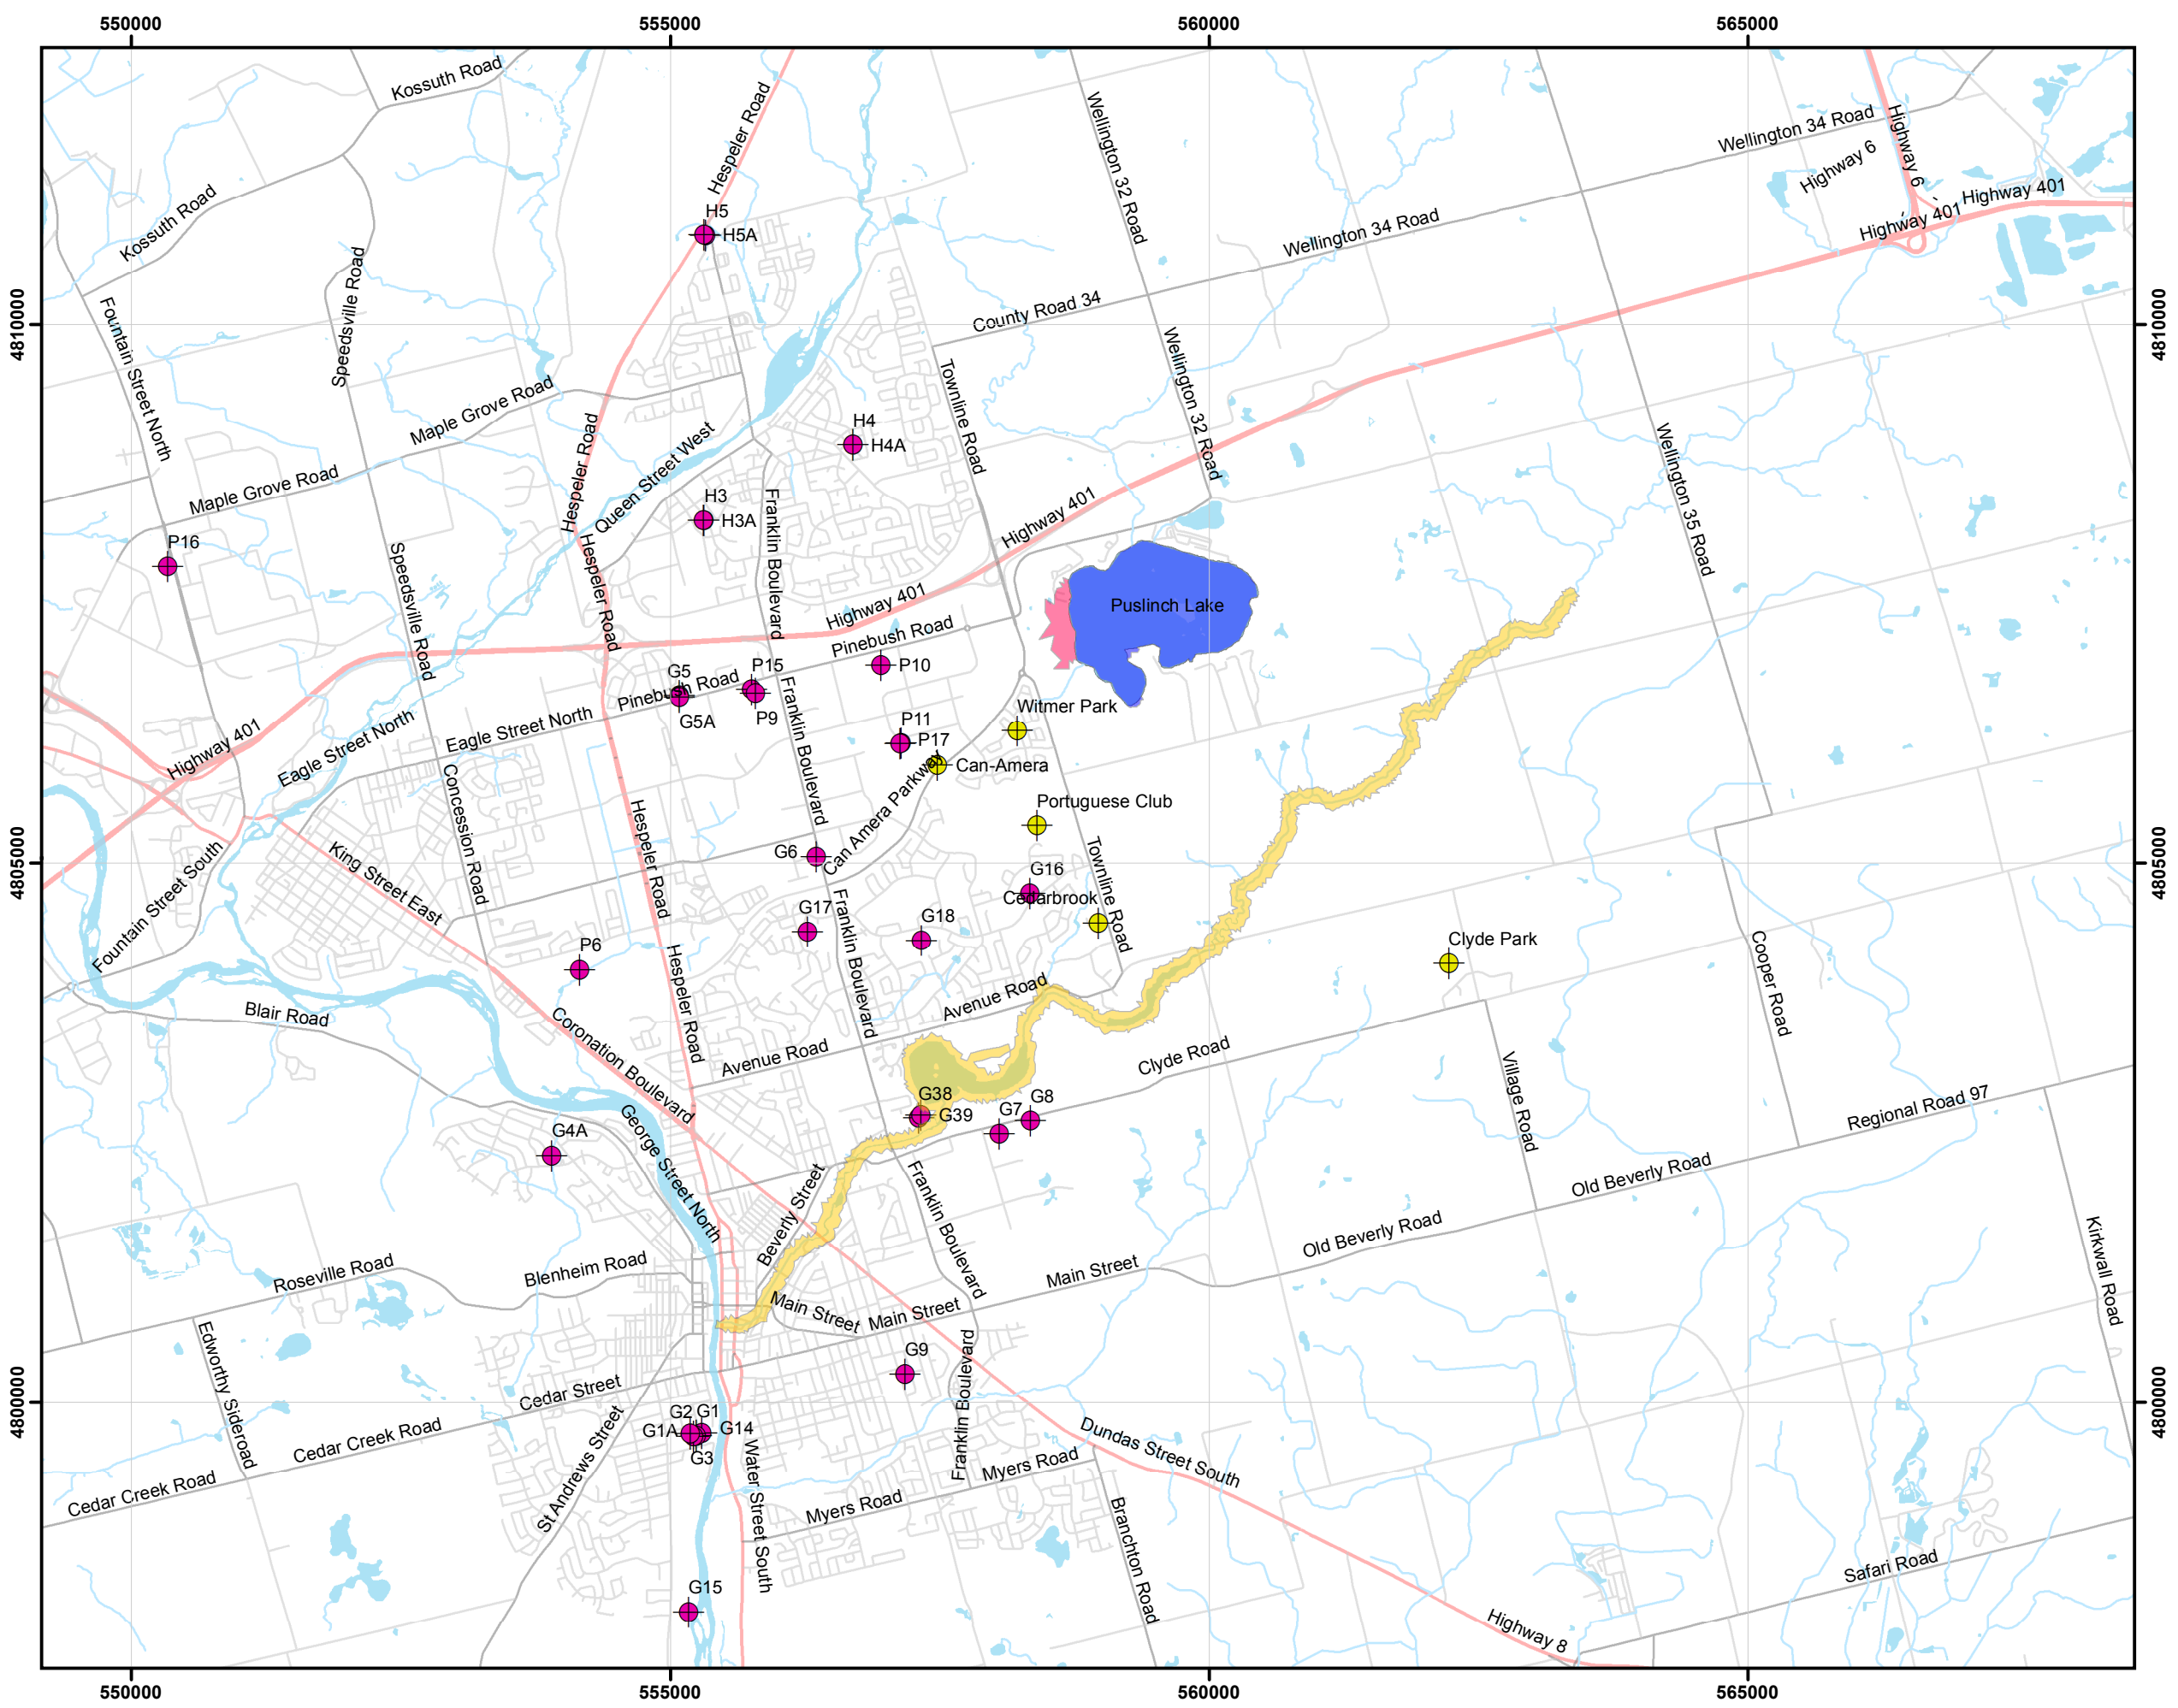 550000
555000
560000
565000
Kossuth Road
Hespeler Road
Wellington 32 Road
Wellington 34 Road
Highway 6
Highway 6
Highway 401
Highway 401
Kossuth Road
H5
H5A
Wellington 34 Road
Speedsville Road
Fountain Street North
4810000
4810000
County Road 34
Wellington 32 Road
Townline Road
Maple Grove Road
Hespeler Road
Queen Street West
H4
H4A
Wellington 35 Road
Maple Grove Road
H3
H3A
Franklin Boulevard
Highway 401
P16
Speedsville Road
Hespeler Road
Highway 401
Puslinch Lake
Pinebush Road
P10
G5
P15
Pinebush Road
G5A
P9
Franklin Boulevard
Witmer Park
Eagle Street North
P11
P17
Highway 401
Eagle Street North
Can-Amera
Can Amera Parkway
Concession Road
Hespeler Road
Portuguese Club
Townline Road
4805000
4805000
G6
King Street East
Fountain Street South
G16
Cedarbrook
Franklin Boulevard
G17
G18
Clyde Park
Cooper Road
P6
Hespeler Road
Avenue Road
Blair Road
Coronation Boulevard
Avenue Road
Clyde Road
Village Road
G38
G39
G7
G8
Regional Road 97
G4A
George Street North
Beverly Street
Franklin Boulevard
Old Beverly Road
Old Beverly Road
Kirkwall Road
Roseville Road
Blenheim Road
Main Street
Main Street
Main Street
Edworthy Sideroad
Franklin Boulevard
G9
Cedar Street
4800000
4800000
G2
G1
G1A
G14
G3
Cedar Creek Road
St Andrews Street
Water Street South
Dundas Street South
Myers Road
Cedar Creek Road
Myers Road
Branchton Road
Safari Road
G15
Highway 8
550000
555000
560000
565000